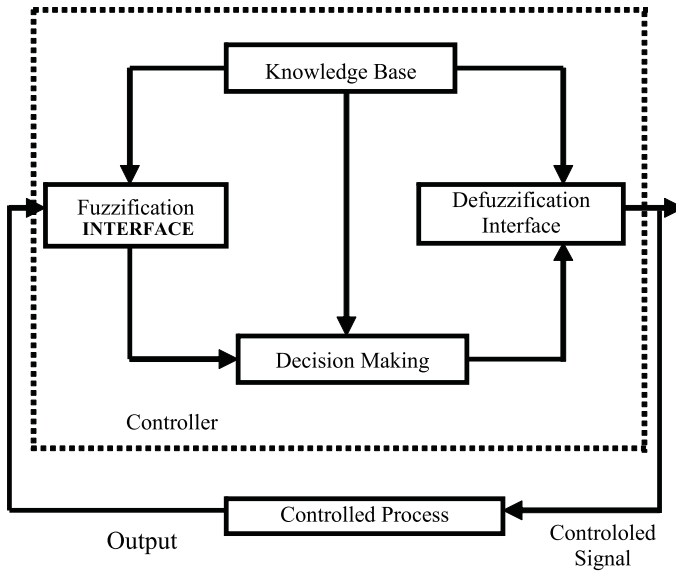 Knowledge Base
Fuzzification
INTERFACE
Defuzzification
Interface
Decision Making
Controller
Controlled Process
Output
Controloled
Signal